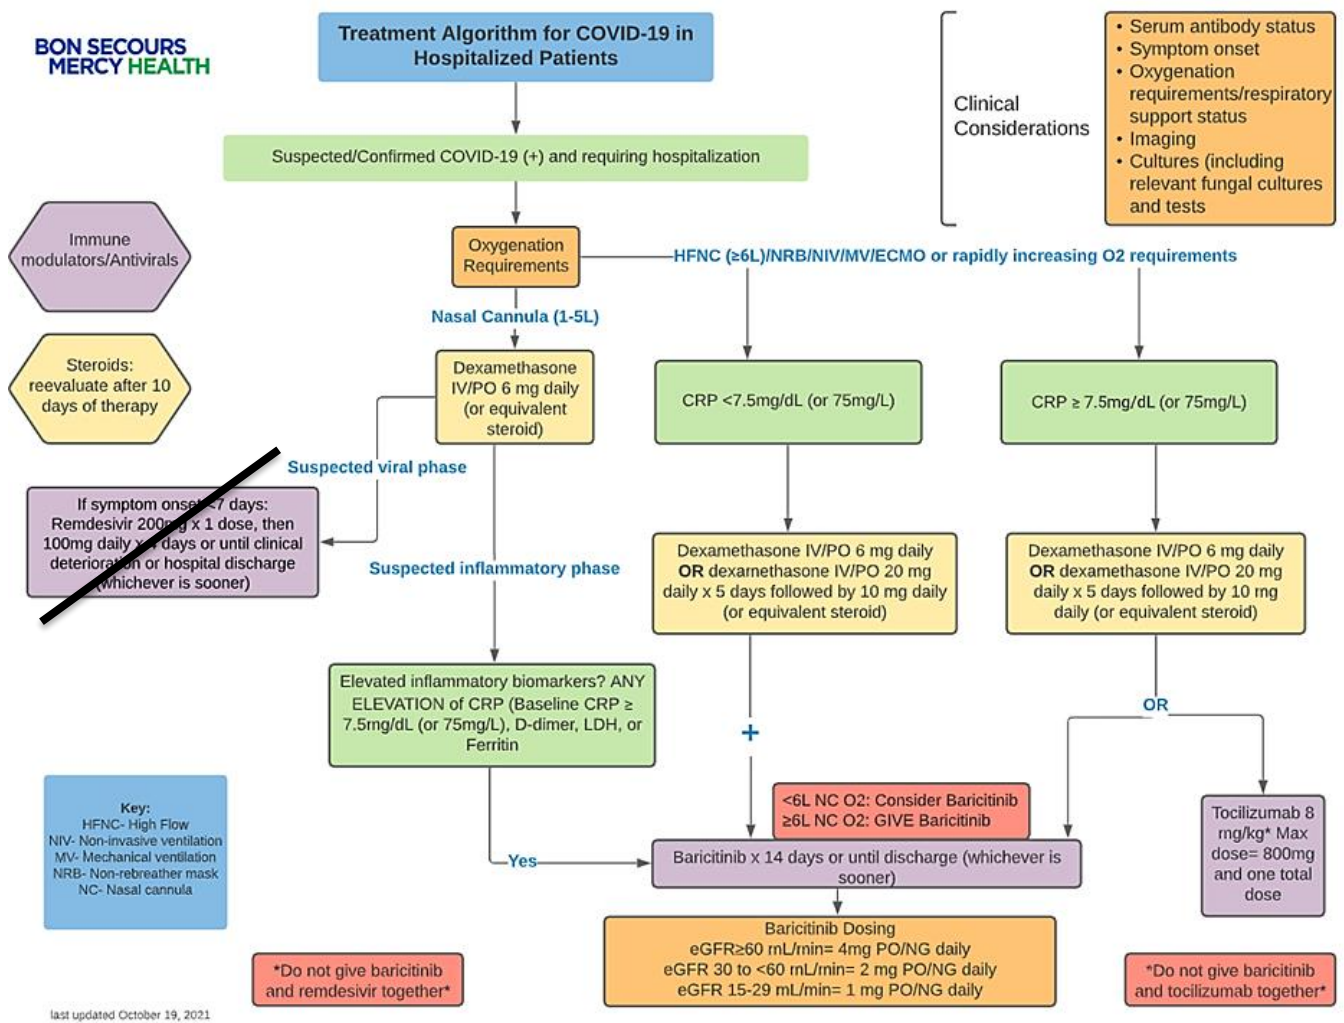 BON SECOURS
MERCY HEALTH
Treatment Algorithm for COVID-19 in
Hospitalized Patients
Clinical
Considerations
• Serum antibody status
• Symptom onset
• Oxygenation
requirements/respiratory
support status
• Imaging
• Cultures (including
relevant fungal cultures
and tests
Suspected/Confirmed COVID-19 (+) and requiring hospitalization
Immune
modulators/Antivirals
Oxygenation
Requirements
HFNC (≥6L)/NRB/NIV/MV/ECMO or rapidly increasing O2 requirements
Nasal Cannula (1-5L)
Steroids:
reevaluate after 10
days of therapy
Dexamethasone
IV/PO 6 mg daily
(or equivalent
steroid)
CRP <7.5mg/dL (or 75mg/L)
CRP ≥ 7.5mg/dL (or 75mg/L)
Suspected viral phase
If symptom onset <7 days:
Remdesivir 200mg x 1 dose, then
100mg daily x 4 days or until clinical
deterioration or hospital discharge
(whichever is sooner)
Suspected inflammatory phase
Dexamethasone IV/PO 6 mg daily
OR dexamethasone IV/PO 20 mg
daily x 5 days followed by 10 mg daily
(or equivalent steroid)
Dexamethasone IV/PO 6 mg daily
OR dexamethasone IV/PO 20 mg
daily x 5 days followed by 10 mg
daily (or equivalent steroid)
Elevated inflammatory biomarkers? ANY
ELEVATION of CRP (Baseline CRP ≥
7.5mg/dL (or 75mg/L), D-dimer, LDH, or
Ferritin
+
OR
Key:
HFNC- High Flow
NIV- Non-invasive ventilation
MV- Mechanical ventilation
NRB- Non-rebreather mask
NC- Nasal cannula
<6L NC O2: Consider Baricitinib
≥6L NC O2: GIVE Baricitinib
Yes
Baricitinib x 14 days or until discharge (whichever is
sooner)
Tocilizumab 8
mg/kg* Max
dose= 800mg
and one total
dose
Baricitinib Dosing
eGFR≥60 mL/min= 4mg PO/NG daily
eGFR 30 to <60 mL/min= 2 mg PO/NG daily
eGFR 15-29 mL/min= 1 mg PO/NG daily
*Do not give baricitinib
and remdesivir together*
*Do not give baricitinib
and tocilizumab together*
last updated October 19, 2021